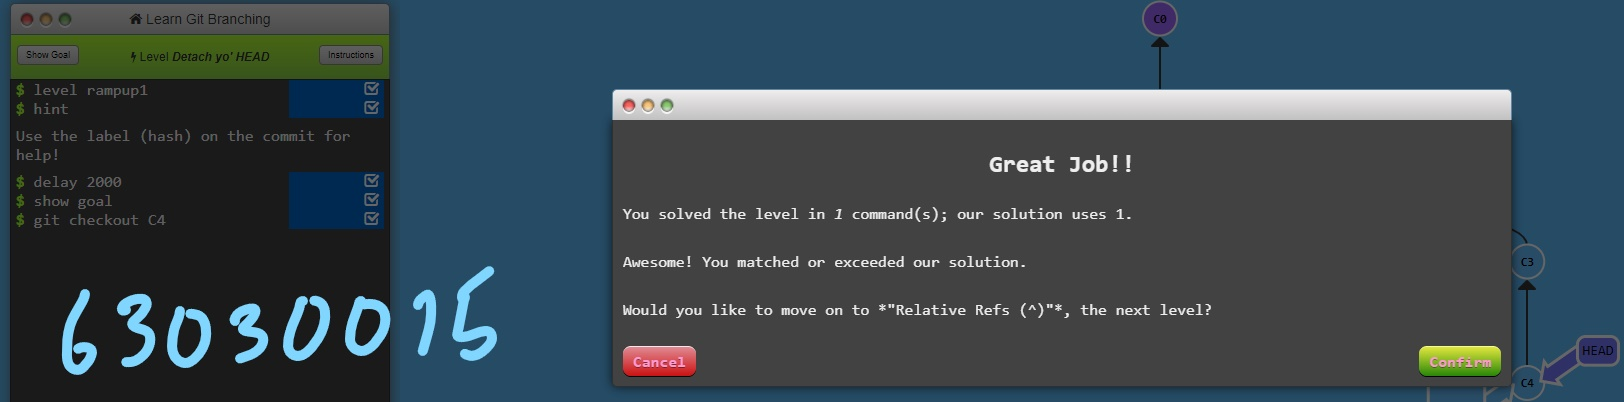 Learn Git Branching
Show Goal
Level Detach yo' HEAD
Instructions
$ level rampup1
$ hint
Use the label (hash) on the commit for
help!
$ delay 2000
$ show goal
$ git checkout C4
63030015
C0
Great Job!!
You solved the level in 1 command(s); our solution uses 1.
Awesome! You matched or exceeded our solution.
Would you like to move on to *"Relative Refs (^)"*, the next level?
Cancel
Confirm
C3
HEAD
C4